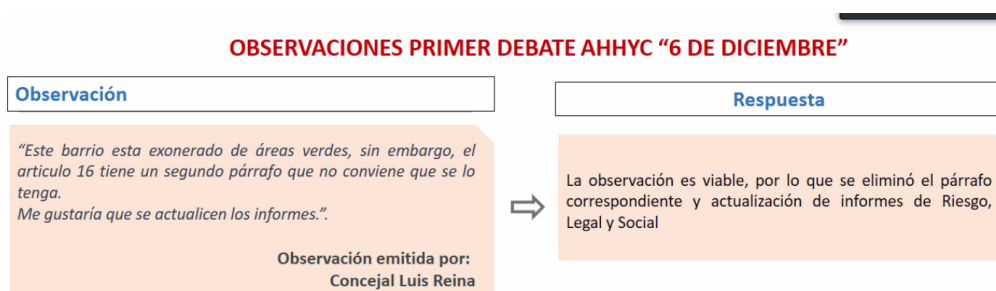 OBSERVACIONES PRIMER DEBATE AHHYC “6 DE DICIEMBRE”
Observación
“Este barrio esta exonerado de áreas verdes, sin embargo, el
articulo 16 tiene un segundo párrafo que no conviene que se lo
tenga.
Me gustaría que se actualicen los informes.”.
Observación emitida por:
Concejal Luis Reina
Respuesta
La observación es viable, por lo que se eliminó el párrafo
correspondiente y actualización de informes de Riesgo,
Legal y Social